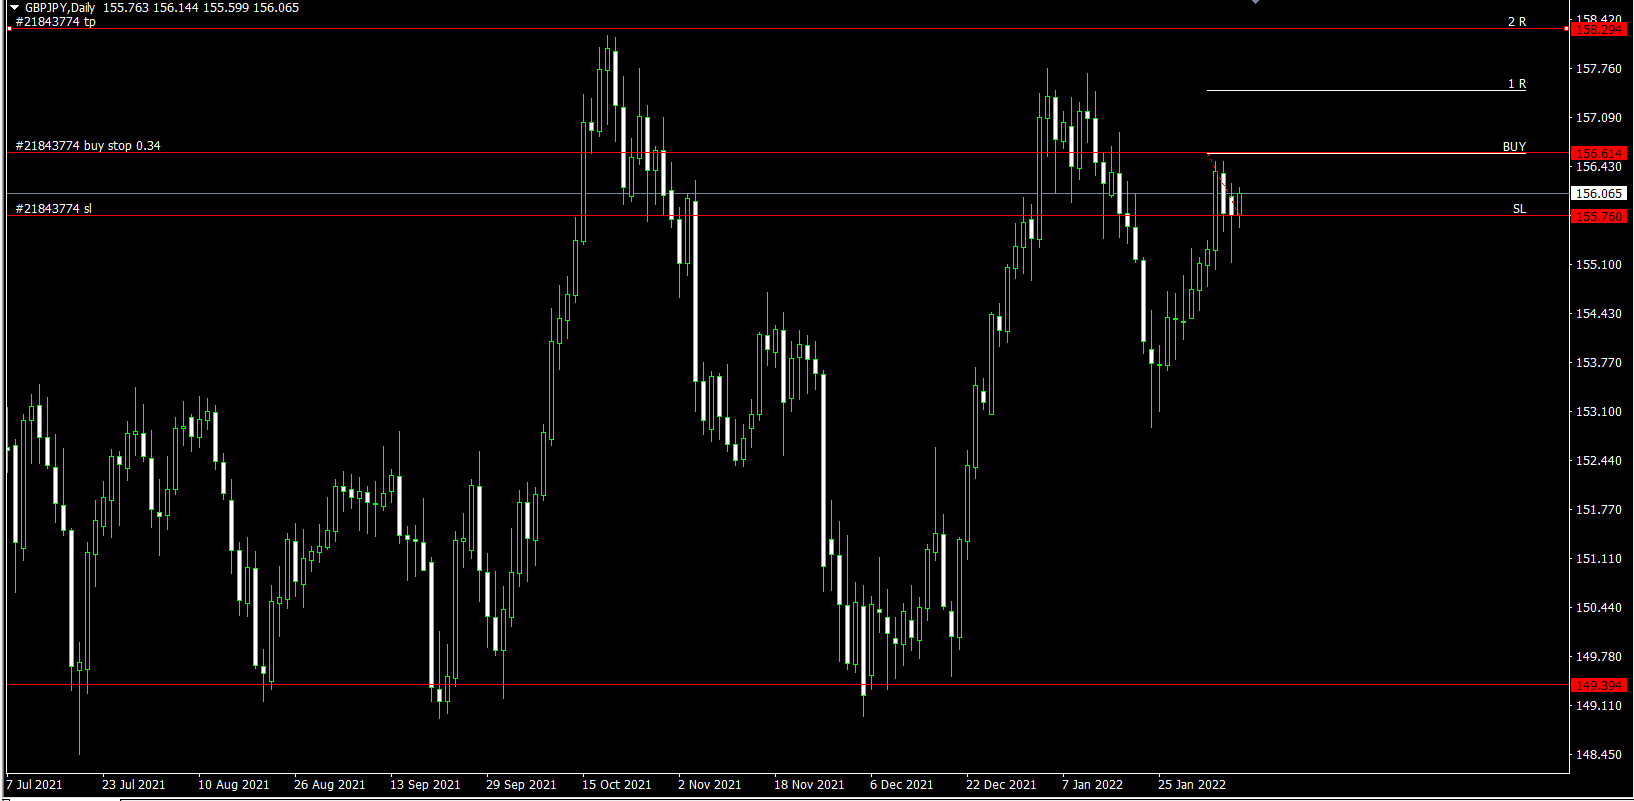 GBPJPY,Daily 155.763 156.144 155.599 156.065
#21843774 tp
2 R
158.420
158.294
157.760
1 R
157.090
#21843774 buy stop 0.34
BUY
156.614
156.430
156.065
#21843774 sl
SL
155.760
155.100
154.430
153.770
153.100
152.440
151.770
151.110
150.440
149.780
149.394
149.110
148.450
7 Jul 2021 23 Jul 2021 10 Aug 2021 26 Aug 2021 13 Sep 2021 29 Sep 2021 15 Oct 2021 2 Nov 2021 18 Nov 2021 6 Dec 2021 22 Dec 2021 7 Jan 2022 25 Jan 2022